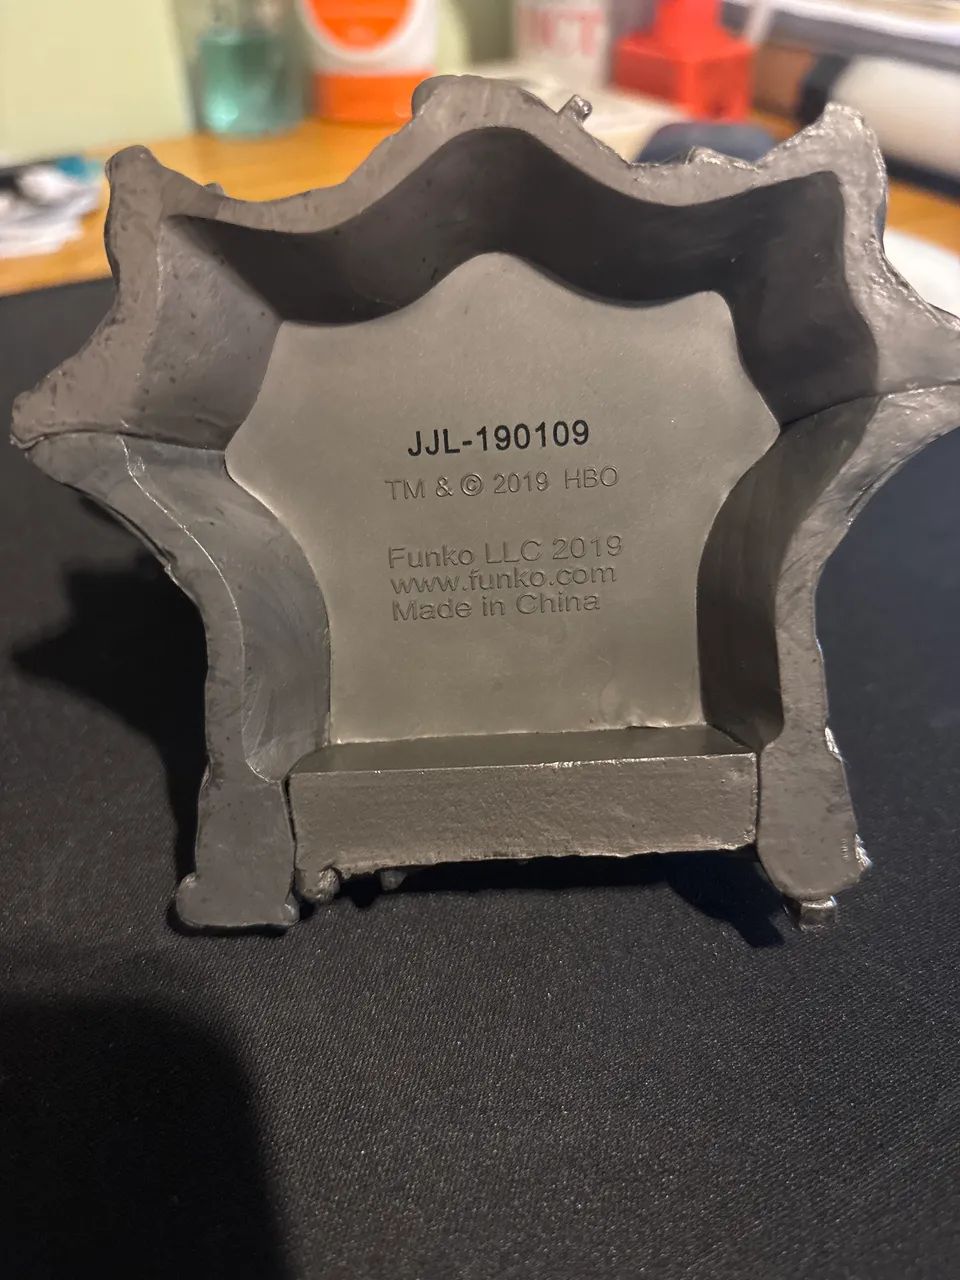 JJL-190109
TM & © 2019 HBO
Funko LLC 2019
www.funko.com
Made in China